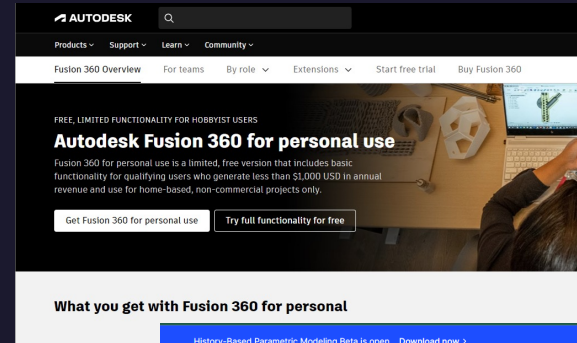 AUTODESK
Products Support Learn Community
Fusion 360 Overview For teams By role Extensions Start free trial Buy Fusion 360
FREE, LIMITED FUNCTIONALITY FOR HOBBYIST USERS
Autodesk Fusion 360 for personal use
Fusion 360 for personal use is a limited, free version that includes basic
functionality for qualifying users who generate less than $1,000 USD in annual
revenue and use for home-based, non-commercial projects only.
Get Fusion 360 for personal use Try full functionality for free
What you get with Fusion 360 for personal
History-Based Parametric Modeling Beta is open Download now >